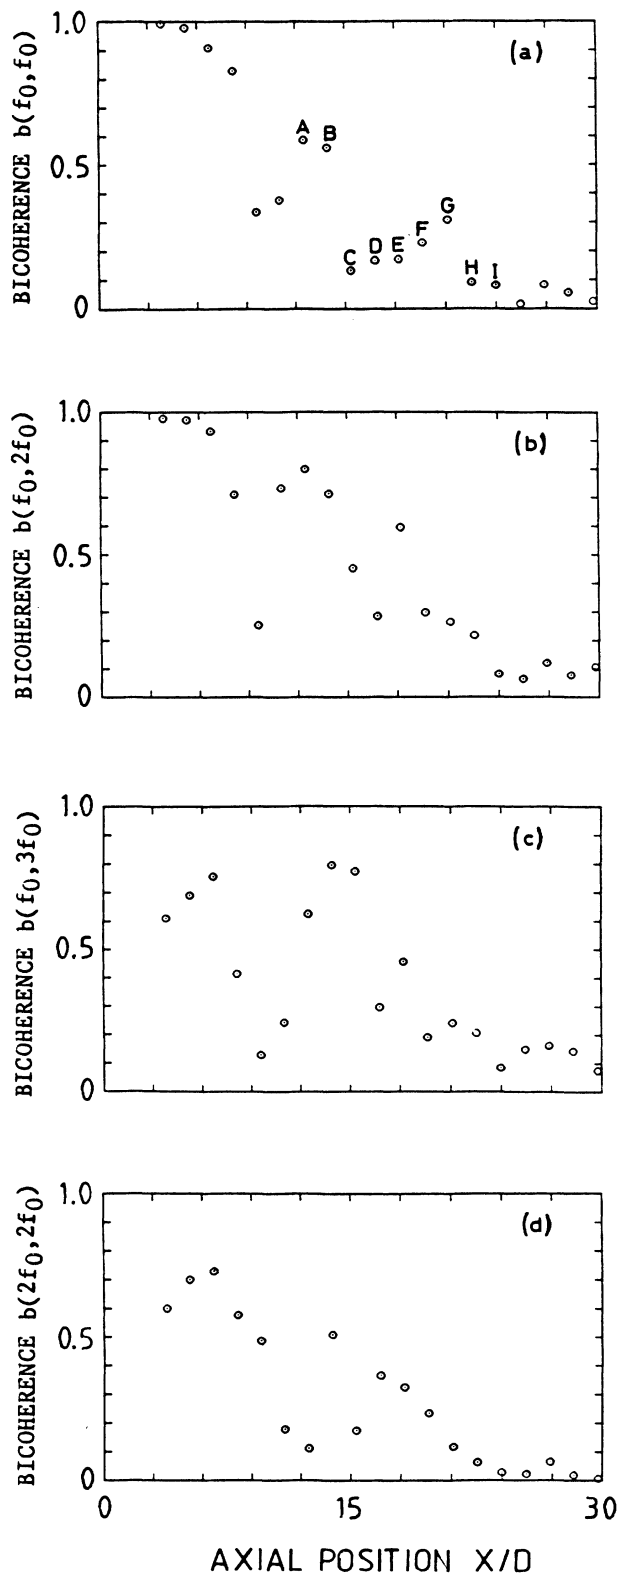 BICOHERENCE b(f0,f0)
1.0
0.5
0
(a)
A B
C D E F G
H I
BICOHERENCE b(f0,2f0)
1.0
0.5
0
(b)
BICOHERENCE b(f0,3f0)
1.0
0.5
0
(c)
BICOHERENCE b(2f0,2f0)
1.0
0.5
0
(d)
0 15 30
AXIAL POSITION X/D